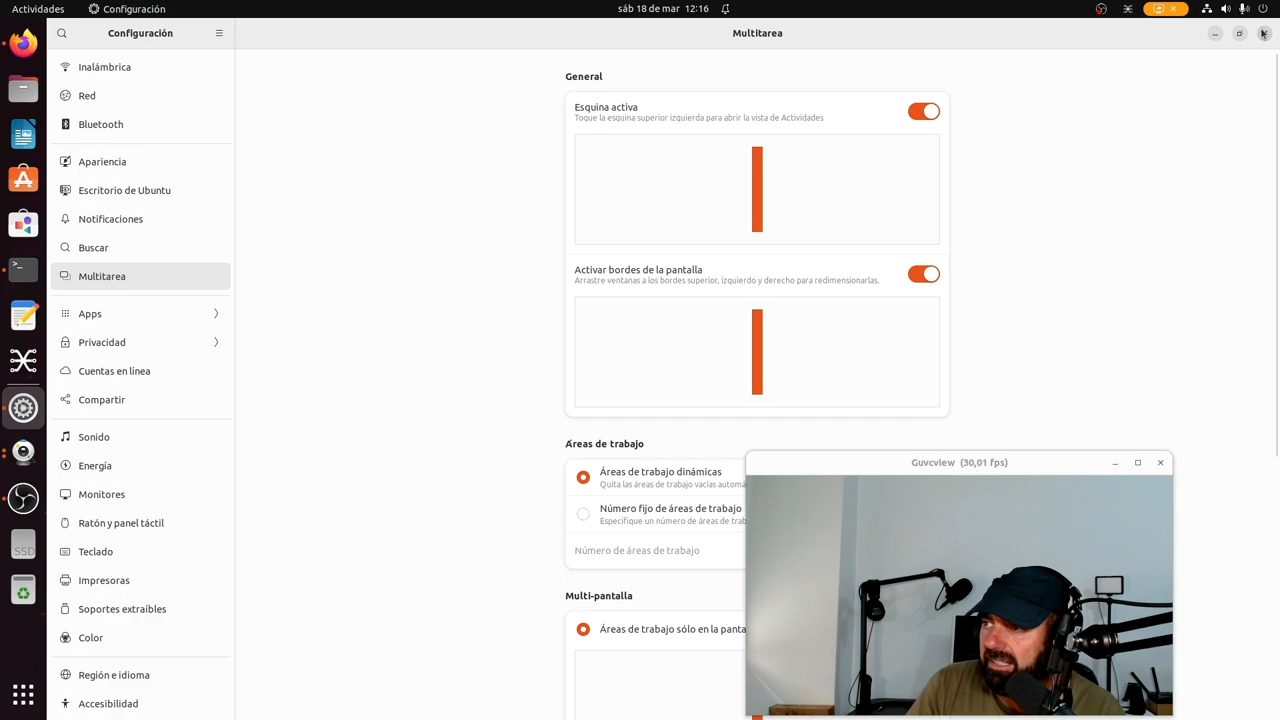 Actividades
Configuración
sáb 18 de mar 12:16
Configuración
Multitarea
Inalámbrica
Red
Bluetooth
Apariencia
Escritorio de Ubuntu
Notificaciones
Buscar
Multitarea
Apps
Privacidad
Cuentas en línea
Compartir
Sonido
Energía
Monitores
Ratón y panel táctil
Teclado
Impresoras
Soportes extraíbles
Color
Región e idioma
Accesibilidad
General
Esquina activa
Toque la esquina superior izquierda para abrir la vista de Actividades
Activar bordes de la pantalla
Arrastre ventanas a los bordes superior, izquierdo y derecho para redimensionarlas.
Áreas de trabajo
Áreas de trabajo dinámicas
Quita las áreas de trabajo vacías automá
Número fijo de áreas de trabajo
Especifique un número de áreas de trab
Número de áreas de trabajo
Multi-pantalla
Áreas de trabajo sólo en la panta
Guvcview (30,01 fps)
SSD